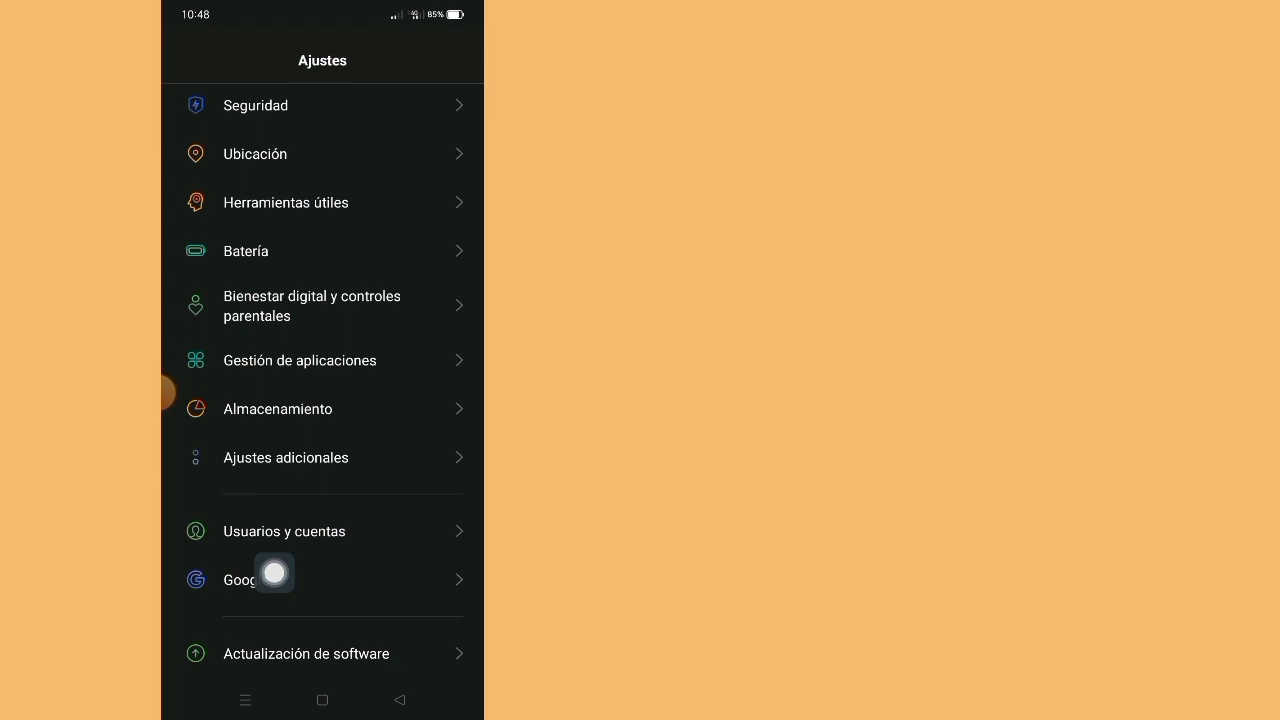 10:48
4G 85%
Ajustes
Seguridad
Ubicación
Herramientas útiles
Batería
Bienestar digital y controles
parentales
Gestión de aplicaciones
Almacenamiento
Ajustes adicionales
Usuarios y cuentas
Goog
Actualización de software